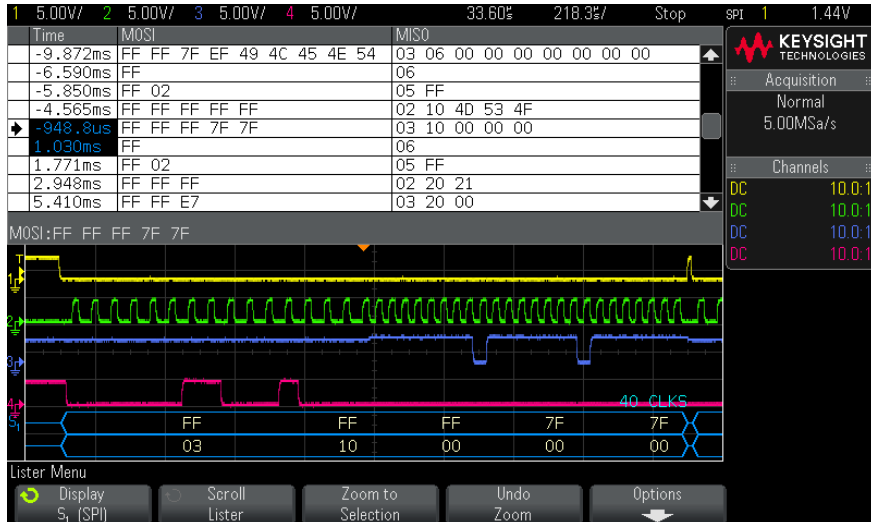 1 5.00V/ 2 5.00V/ 3 5.00V/ 4 5.00V/ 33.60µs 218.3µ/ Stop SPI 1 1.44V
Time MOSI MISO
-9.872ms FF FF 7F EF 49 4C 45 4E 54 03 06 00 00 00 00 00 00 00
-6.590ms FF 06
-5.850ms FF 02 05 FF
-4.565ms FF FF FF FF FF 02 10 4D 53 4F
-948.8us FF FF FF 7F 7F 03 10 00 00 00
1.030ms FF 06
1.771ms FF 02 05 FF
2.948ms FF FF FF 02 20 21
5.410ms FF FF E7 03 20 00
MOSI:FF FF FF 7F 7F
KEYSIGHT
TECHNOLOGIES
Acquisition
Normal
5.00MSa/s
Channels
DC 10.0:1
DC 10.0:1
DC 10.0:1
DC 10.0:1
T
1
2
3
4
40 CLKS
S1 FF FF FF 7F 7F
03 10 00 00 00
Lister Menu
Display
S1 (SPI)
Scroll
Lister
Zoom to
Selection
Undo
Zoom
Options